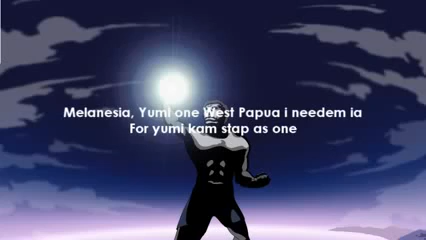 Melanesia, Yumi one West Papua i needem ia
For yumi kam stap as one